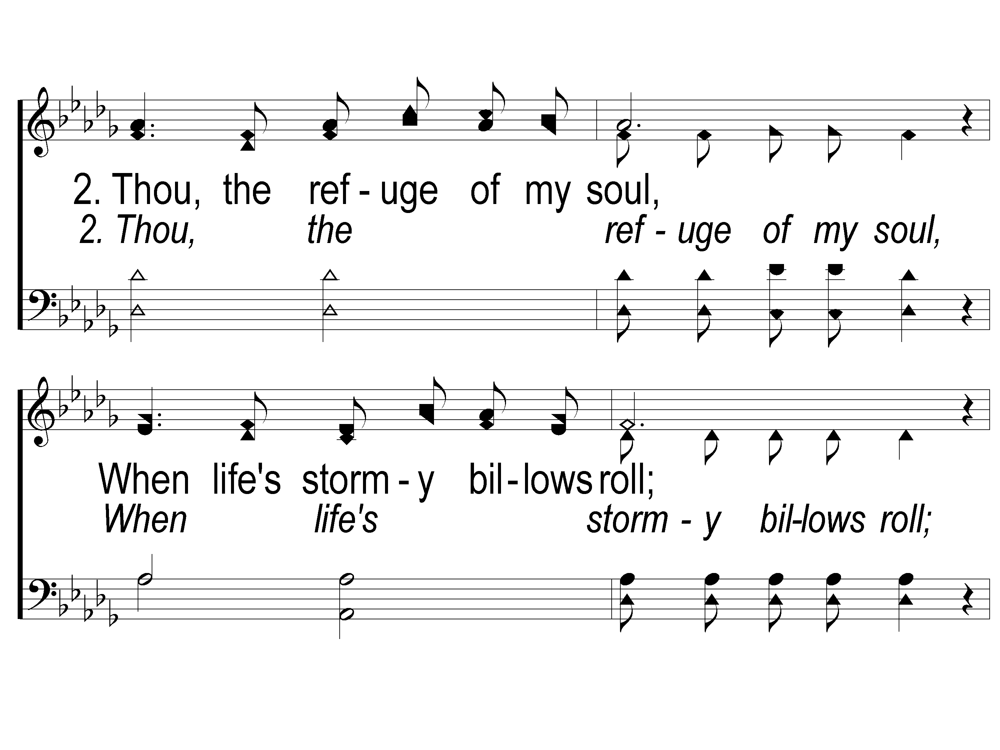 2. Thou, the ref - uge of my soul,
2. Thou, the ref - uge of my soul,
When life's storm - y bil - lows roll;
When life's storm - y bil - lows roll;